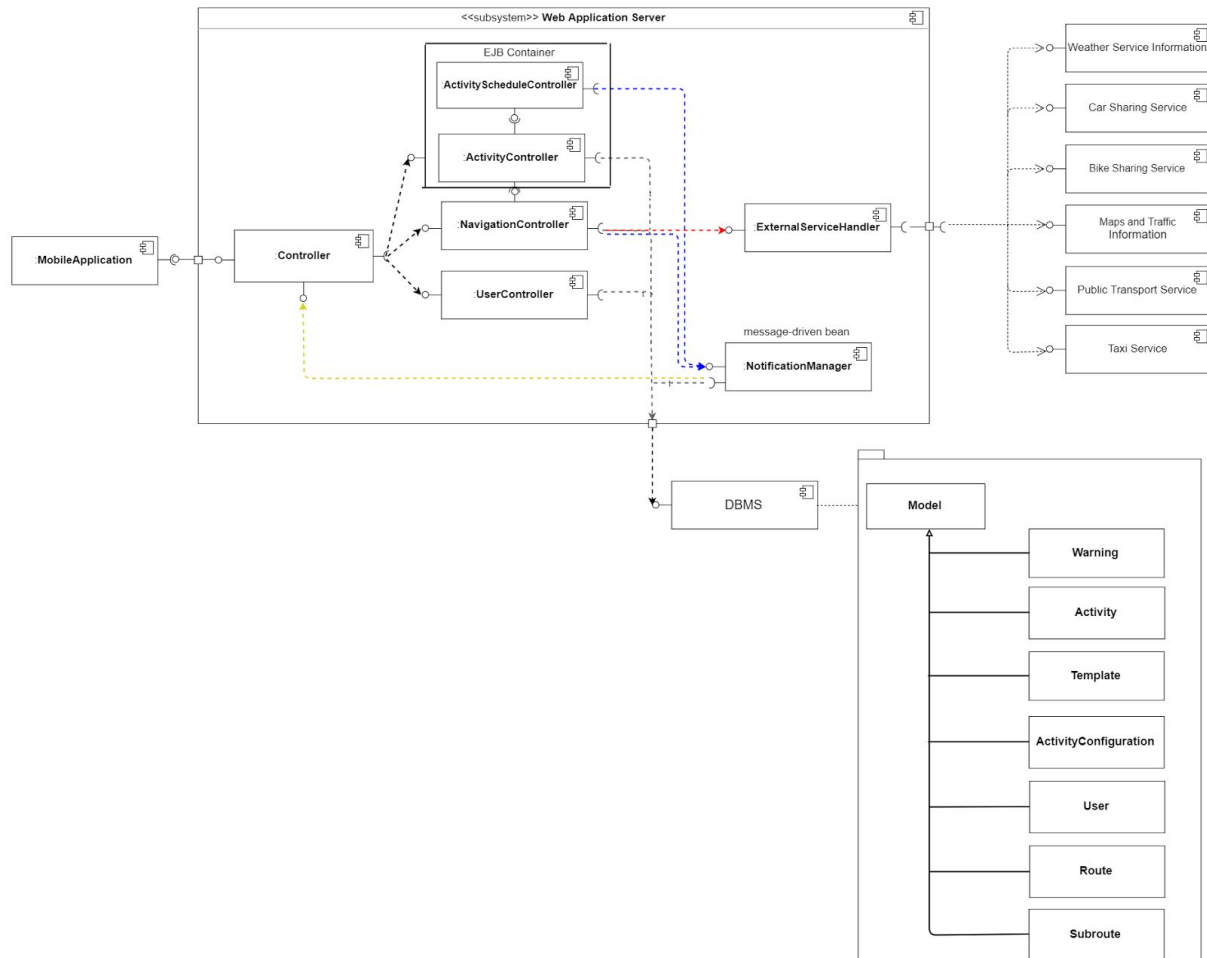 <<subsystem>> Web Application Server
EJB Container
:ActivityScheduleController
:ActivityController
:NavigationController
:UserController
:MobileApplication
:Controller
:ExternalServiceHandler
message-driven bean
:NotificationManager
Weather Service Information
Car Sharing Service
Bike Sharing Service
Maps and Traffic
Information
Public Transport Service
Taxi Service
DBMS
Model
Warning
Activity
Template
ActivityConfiguration
User
Route
Subroute